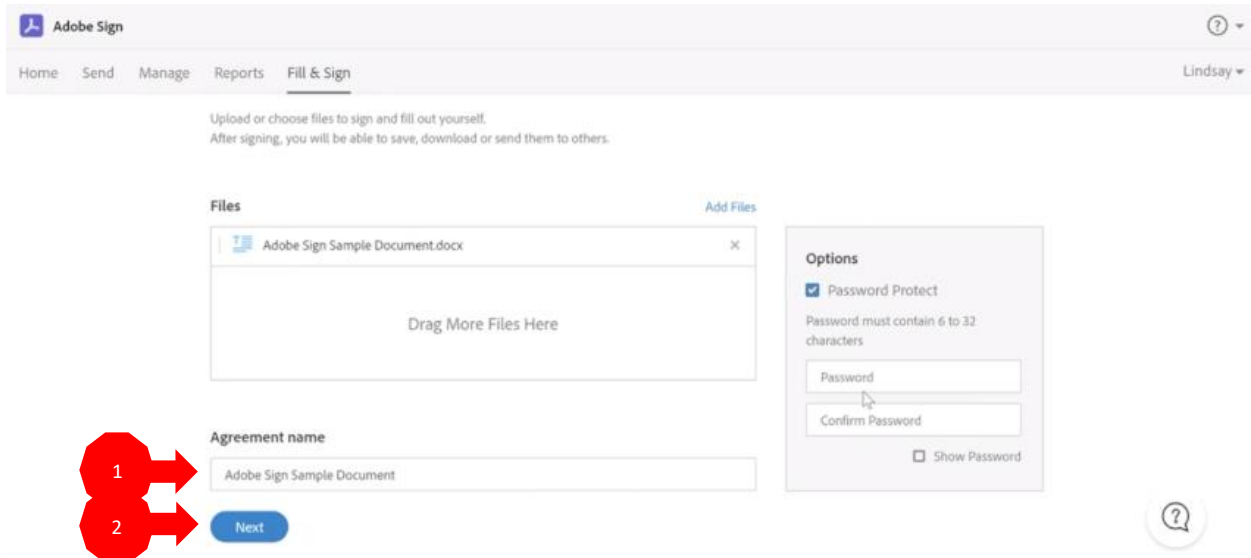 Adobe Sign
Home Send Manage Reports Fill & Sign Lindsay
Upload or choose files to sign and fill out yourself.
After signing, you will be able to save, download or send them to others.
Files Add Files
Adobe Sign Sample Document.docx
Drag More Files Here
Options
Password Protect
Password must contain 6 to 32
characters
Password
Confirm Password
Show Password
Agreement name
1
Adobe Sign Sample Document
2
Next